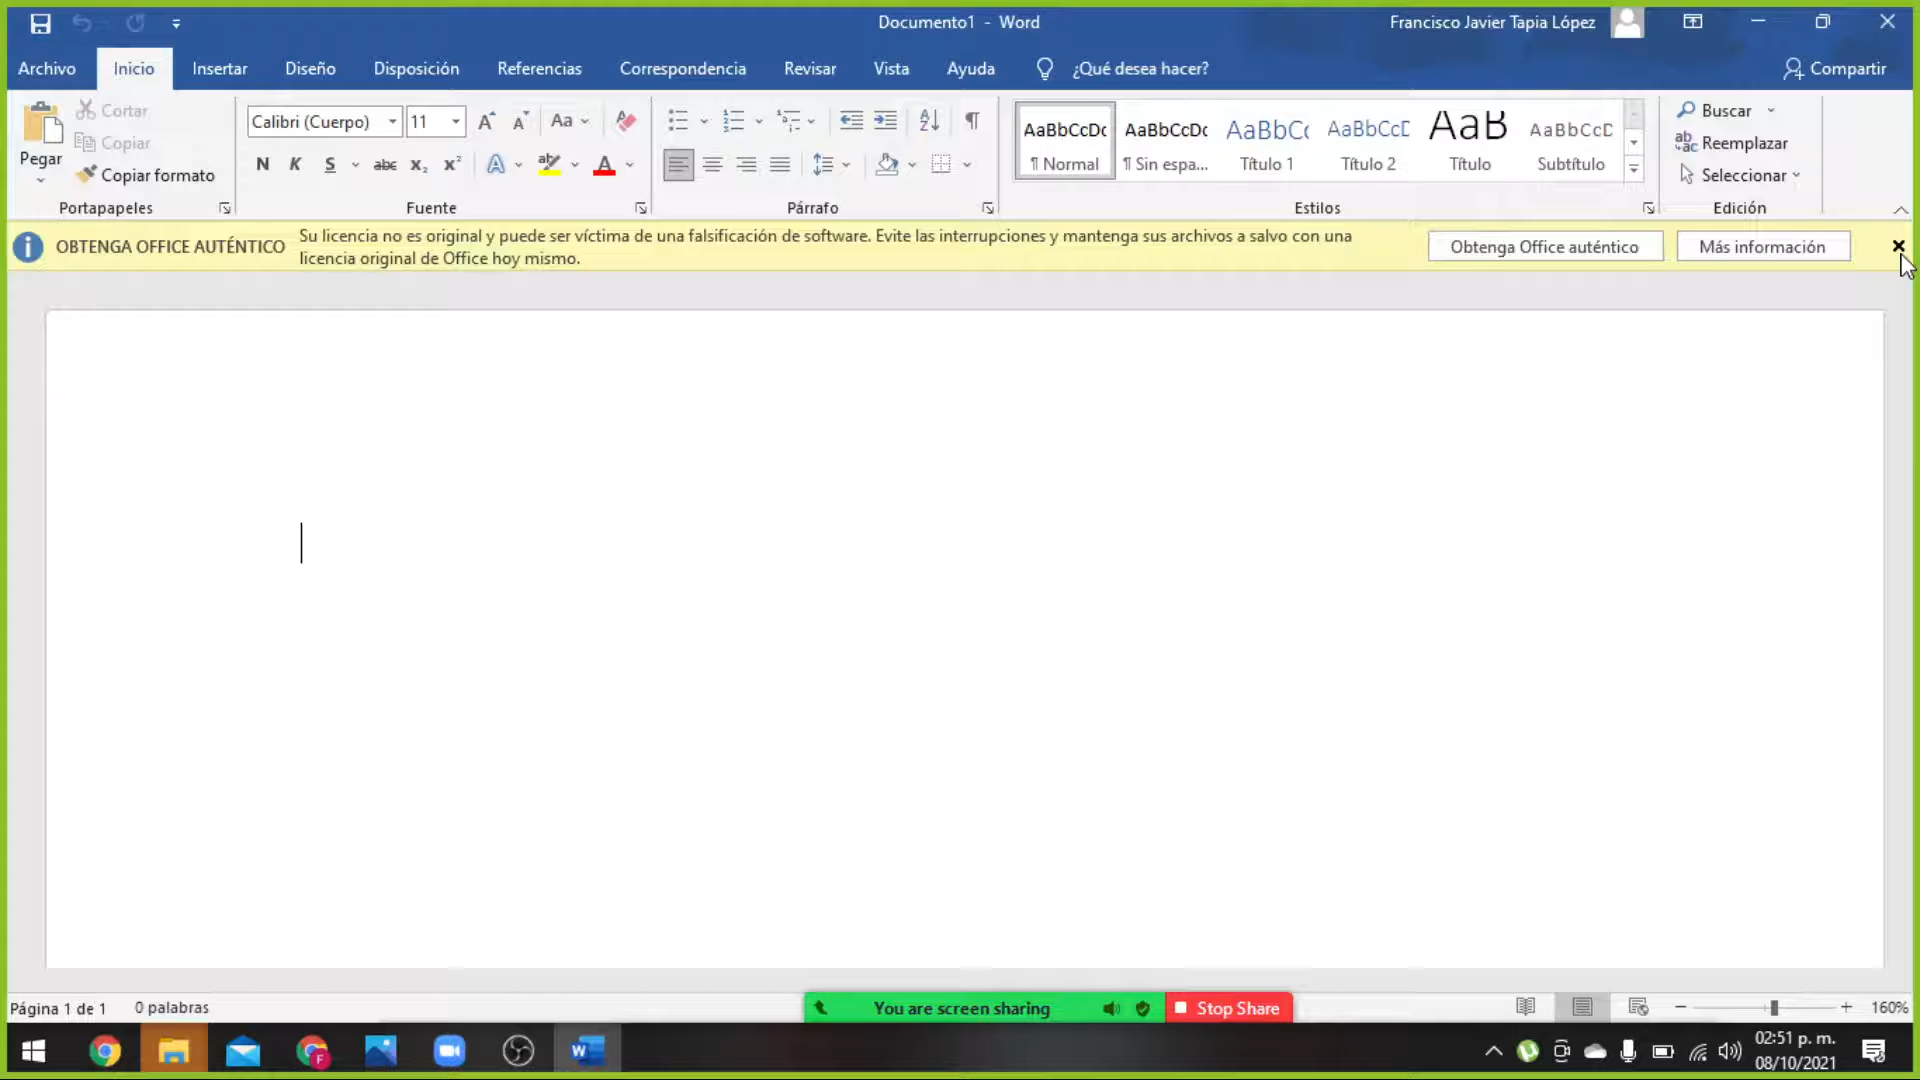 Documento1 - Word
Francisco Javier Tapia López
Archivo Inicio Insertar Diseño Disposición Referencias Correspondencia Revisar Vista Ayuda ¿Qué desea hacer? Compartir
Pegar
Cortar
Copiar
Copiar formato
Portapapeles
Calibri (Cuerpo) 11 Aa
N K S abc x₂ x² A ab A
Fuente
Párrafo
AaBbCcDc AaBbCcDc AaBbCc AaBbCcD AaB AaBbCcD
¶ Normal ¶ Sin espa... Título 1 Título 2 Título Subtítulo
Estilos
Buscar
Reemplazar
Seleccionar
Edición
OBTENGA OFFICE AUTÉNTICO
Su licencia no es original y puede ser víctima de una falsificación de software. Evite las interrupciones y mantenga sus archivos a salvo con una
licencia original de Office hoy mismo.
Obtenga Office auténtico
Más información
Página 1 de 1 0 palabras
You are screen sharing
Stop Share
160%
02:51 p. m.
08/10/2021